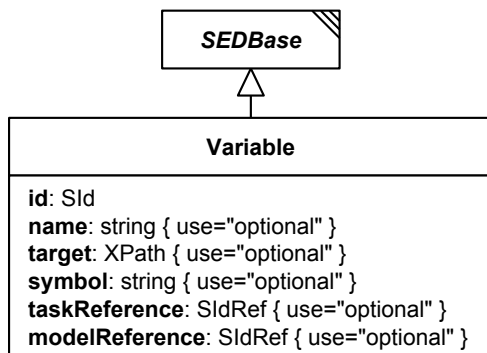 SEDBase
Variable
id: SId
name: string { use="optional" }
target: XPath { use="optional" }
symbol: string { use="optional" }
taskReference: SIdRef { use="optional" }
modelReference: SIdRef { use="optional" }